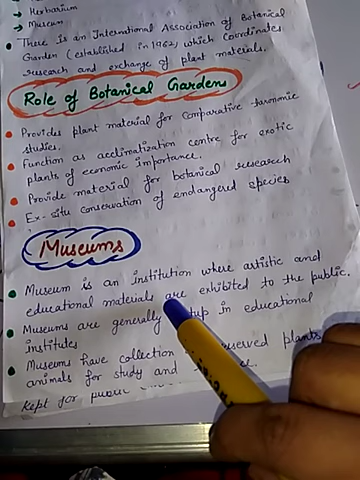 → Herbarium
→ Museum
There is an International Association of Botanical
Garden (established in 1962) which coordinates
research and exchange of plant materials.
Role of Botanical Gardens
Provides plant material for comparative taxonomic
studies.
Function as acclimatization centre for exotic
plants of economic importance.
Provide material for botanical research
Ex-situ conservation of endangered species
Museums
Museum is an institution where artistic and
educational materials are exhibited to the public.
Museums are generally in educational
institutes
Museums have collection plants
animals for study and
Kept for public